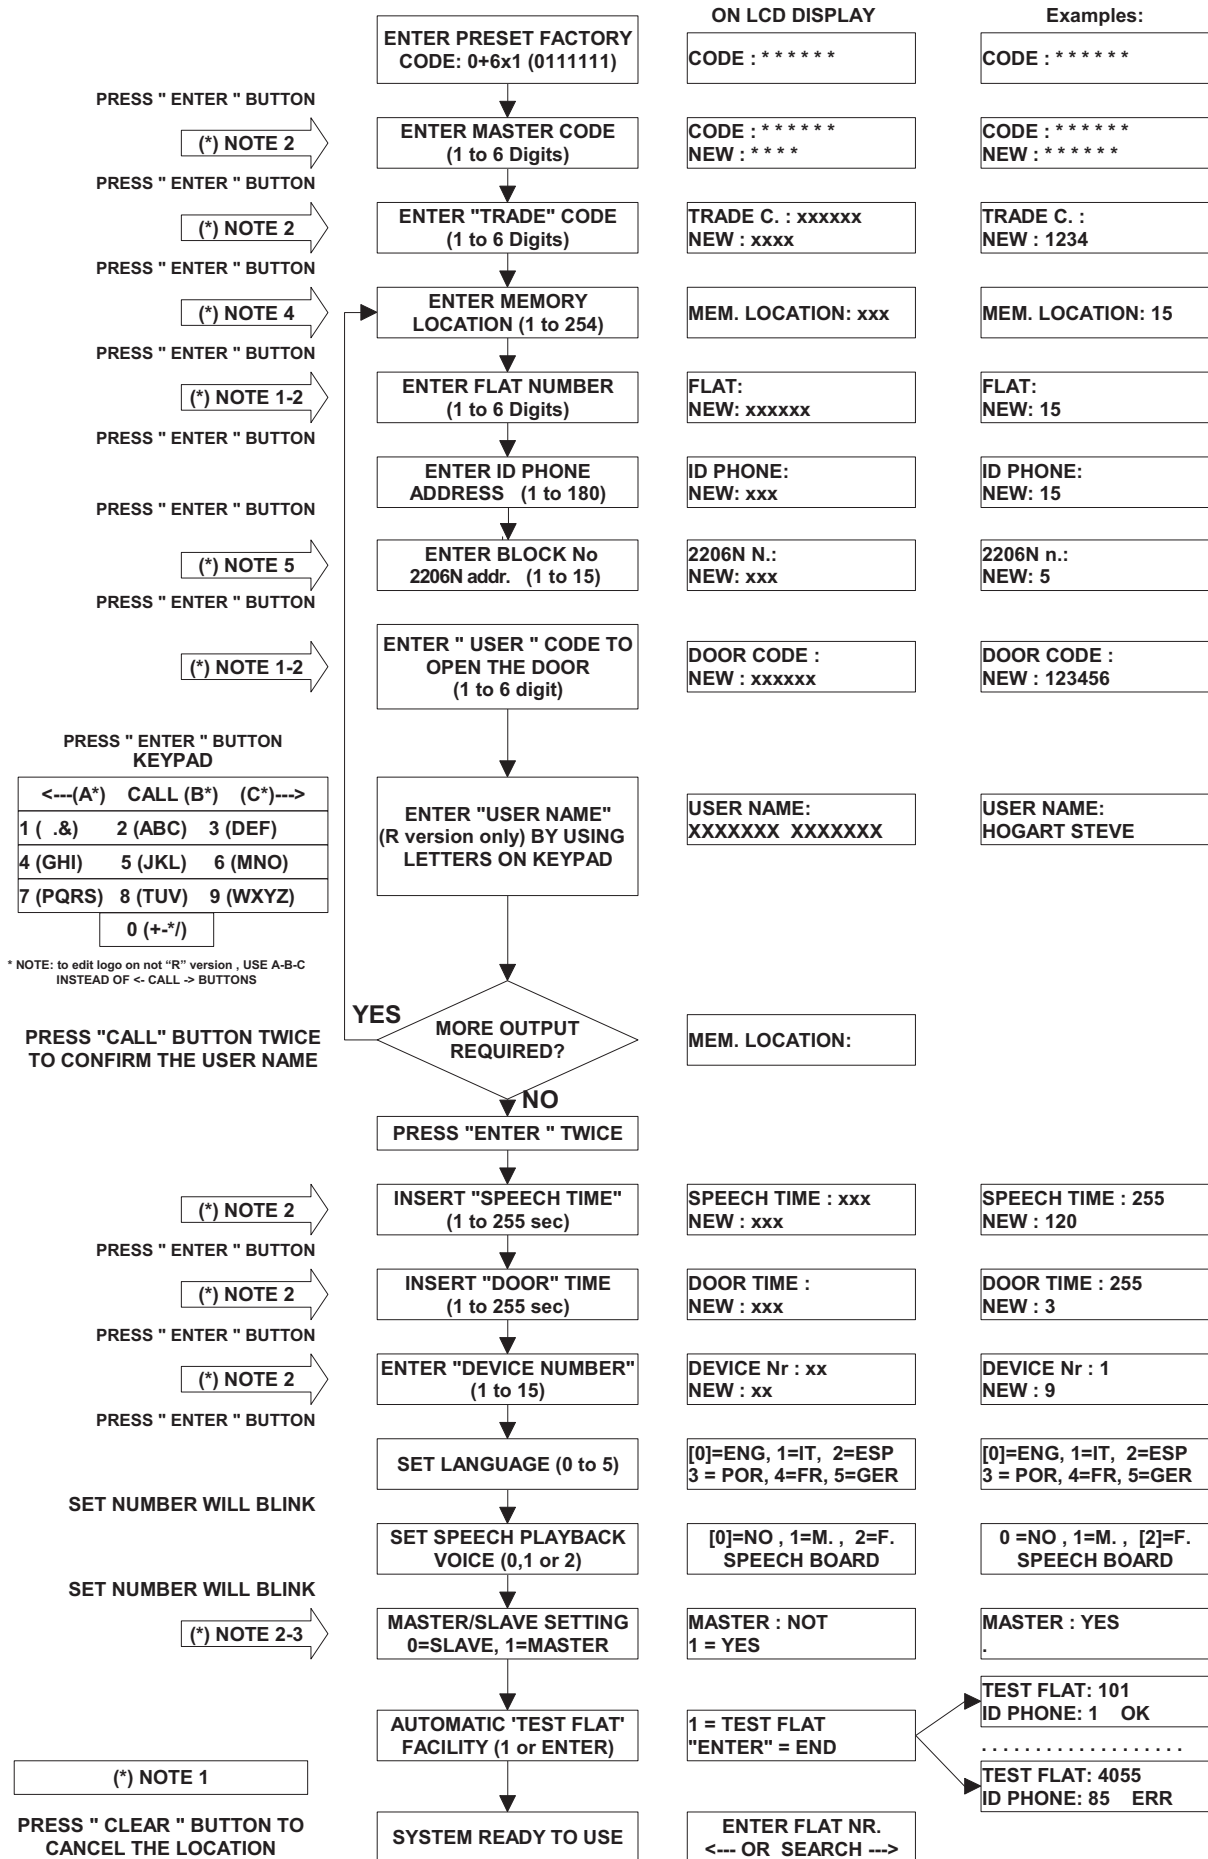 ON LCD DISPLAY
Examples:
ENTER PRESET FACTORY
CODE: 0+6x1 (0111111)
CODE : * * * * * *
CODE : * * * * * *
PRESS " ENTER " BUTTON
(*) NOTE 2
ENTER MASTER CODE
(1 to 6 Digits)
CODE : * * * * * *
NEW : * * * *
CODE : * * * * * *
NEW : * * * * * *
PRESS " ENTER " BUTTON
(*) NOTE 2
ENTER "TRADE" CODE
(1 to 6 Digits)
TRADE C. : xxxxxx
NEW : xxxx
TRADE C. :
NEW : 1234
PRESS " ENTER " BUTTON
(*) NOTE 4
ENTER MEMORY
LOCATION (1 to 254)
MEM. LOCATION: xxx
MEM. LOCATION: 15
PRESS " ENTER " BUTTON
(*) NOTE 1-2
ENTER FLAT NUMBER
(1 to 6 Digits)
FLAT:
NEW: xxxxxx
FLAT:
NEW: 15
PRESS " ENTER " BUTTON
ENTER ID PHONE
ADDRESS (1 to 180)
ID PHONE:
NEW: xxx
ID PHONE:
NEW: 15
PRESS " ENTER " BUTTON
(*) NOTE 5
ENTER BLOCK No
2206N addr. (1 to 15)
2206N N.:
NEW: xxx
2206N n.:
NEW: 5
PRESS " ENTER " BUTTON
(*) NOTE 1-2
ENTER " USER " CODE TO
OPEN THE DOOR
(1 to 6 digit)
DOOR CODE :
NEW : xxxxxx
DOOR CODE :
NEW : 123456
PRESS " ENTER " BUTTON
KEYPAD
<---(A*) CALL (B*) (C*)--->
1 ( .&) 2 (ABC) 3 (DEF)
4 (GHI) 5 (JKL) 6 (MNO)
7 (PQRS) 8 (TUV) 9 (WXYZ)
0 (+-*/)
* NOTE: to edit logo on not “R” version , USE A-B-C
INSTEAD OF <- CALL -> BUTTONS
ENTER "USER NAME"
(R version only) BY USING
LETTERS ON KEYPAD
USER NAME:
XXXXXXX XXXXXXX
USER NAME:
HOGART STEVE
PRESS "CALL" BUTTON TWICE
TO CONFIRM THE USER NAME
YES
MORE OUTPUT
REQUIRED?
MEM. LOCATION:
NO
PRESS "ENTER " TWICE
(*) NOTE 2
INSERT "SPEECH TIME"
(1 to 255 sec)
SPEECH TIME : xxx
NEW : xxx
SPEECH TIME : 255
NEW : 120
PRESS " ENTER " BUTTON
(*) NOTE 2
INSERT "DOOR" TIME
(1 to 255 sec)
DOOR TIME :
NEW : xxx
DOOR TIME : 255
NEW : 3
PRESS " ENTER " BUTTON
(*) NOTE 2
ENTER "DEVICE NUMBER"
(1 to 15)
DEVICE Nr : xx
NEW : xx
DEVICE Nr : 1
NEW : 9
PRESS " ENTER " BUTTON
SET LANGUAGE (0 to 5)
[0]=ENG, 1=IT, 2=ESP
3 = POR, 4=FR, 5=GER
[0]=ENG, 1=IT, 2=ESP
3 = POR, 4=FR, 5=GER
SET NUMBER WILL BLINK
SET SPEECH PLAYBACK
VOICE (0,1 or 2)
[0]=NO , 1=M. , 2=F.
SPEECH BOARD
0 =NO , 1=M. , [2]=F.
SPEECH BOARD
SET NUMBER WILL BLINK
(*) NOTE 2-3
MASTER/SLAVE SETTING
0=SLAVE, 1=MASTER
MASTER : NOT
1 = YES
MASTER : YES
.
AUTOMATIC 'TEST FLAT'
FACILITY (1 or ENTER)
1 = TEST FLAT
"ENTER" = END
TEST FLAT: 101
ID PHONE: 1 OK
. . . . . . . . . . . . . . . . . . .
TEST FLAT: 4055
ID PHONE: 85 ERR
(*) NOTE 1
PRESS " CLEAR " BUTTON TO
CANCEL THE LOCATION
SYSTEM READY TO USE
ENTER FLAT NR.
<--- OR SEARCH --->